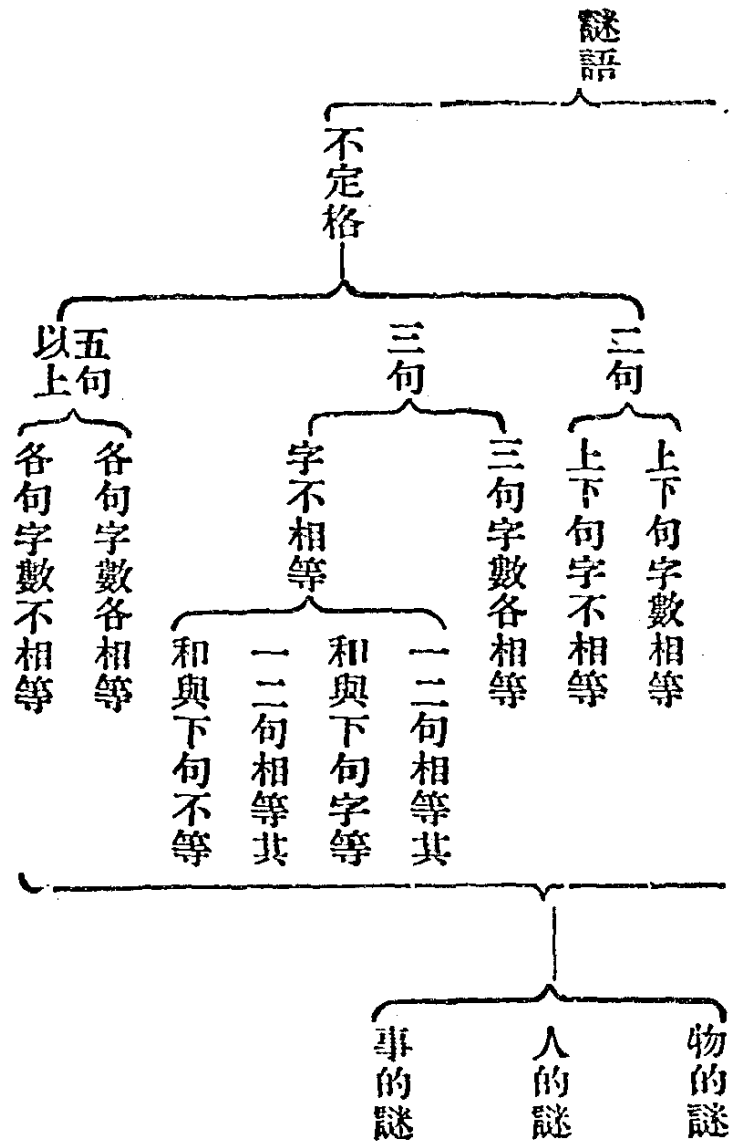 謎語
不定格
二句
上下句字數相等
上下句字不相等
三句
三句字數各相等
字不相等
一二句相等其
和與下句字等
一二句相等其
和與下句不等
五句
以上
各句字數各相等
各句字數不相等
物的謎
人的謎
事的謎